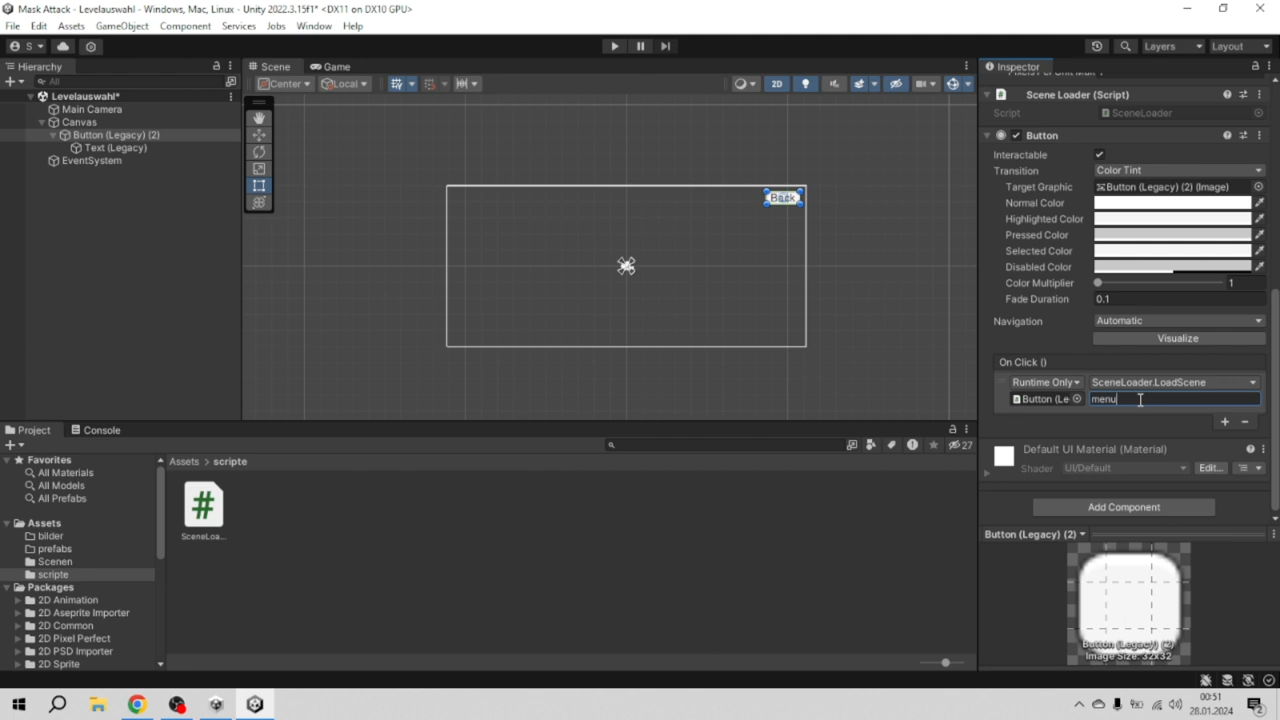 Mask Attack - Levelauswahl - Windows, Mac, Linux - Unity 2022.3.15f1* <DX11 on DX10 GPU>
File Edit Assets GameObject Component Services Jobs Window Help
S Layers Layout
Hierarchy
All
Levelauswahl*
Main Camera
Canvas
Button (Legacy) (2)
Text (Legacy)
EventSystem
Scene Game
Center Local 2D
Back
Inspector
Scene Loader (Script)
Script SceneLoader
Button
Interactable
Transition Color Tint
Target Graphic Button (Legacy) (2) (Image)
Normal Color
Highlighted Color
Pressed Color
Selected Color
Disabled Color
Color Multiplier 1
Fade Duration 0.1
Navigation Automatic
Visualize
On Click ()
Runtime Only SceneLoader.LoadScene
Button (Le menu
Default UI Material (Material)
Shader UI/Default Edit...
Add Component
Button (Legacy) (2)
Button (Legacy) (2)
Image Size: 32x32
Project Console
27
Favorites
All Materials
All Models
All Prefabs
Assets
bilder
prefabs
Scenen
scripte
Packages
2D Animation
2D Aseprite Importer
2D Common
2D Pixel Perfect
2D PSD Importer
2D Sprite
Assets > scripte
SceneLoa...
00:51
28.01.2024
2